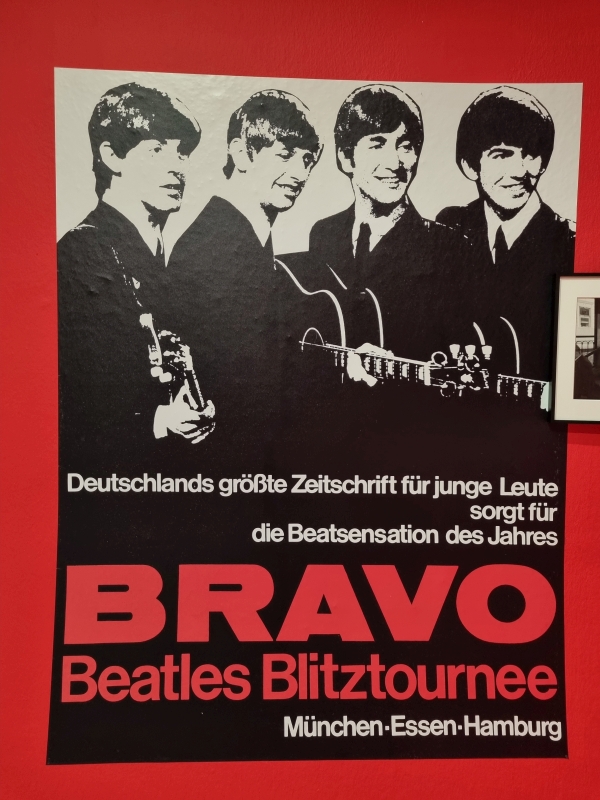 Deutschlands größte Zeitschrift für junge Leute
sorgt für
die Beatsensation des Jahres
BRAVO
Beatles Blitztournee
München·Essen·Hamburg